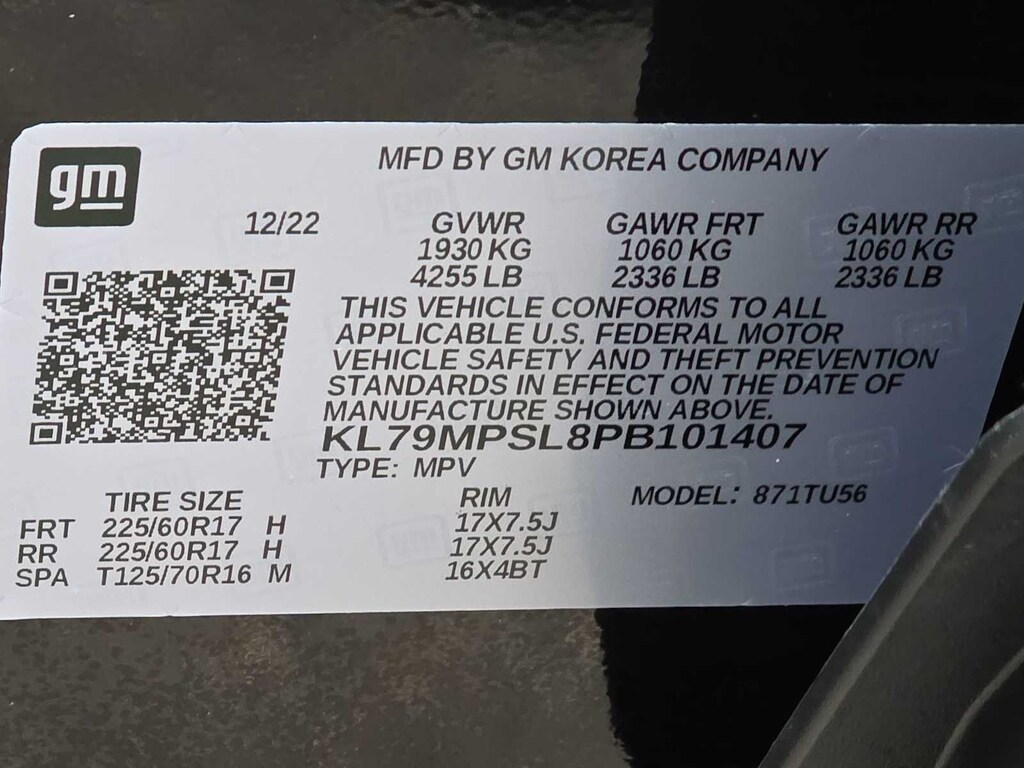 gm
MFD BY GM KOREA COMPANY
12/22 GVWR GAWR FRT GAWR RR
1930 KG 1060 KG 1060 KG
4255 LB 2336 LB 2336 LB
THIS VEHICLE CONFORMS TO ALL
APPLICABLE U.S. FEDERAL MOTOR
VEHICLE SAFETY AND THEFT PREVENTION
STANDARDS IN EFFECT ON THE DATE OF
MANUFACTURE SHOWN ABOVE.
KL79MPSL8PB101407
TYPE: MPV
TIRE SIZE RIM MODEL: 871TU56
FRT 225/60R17 H 17X7.5J
RR 225/60R17 H 17X7.5J
SPA T125/70R16 M 16X4BT